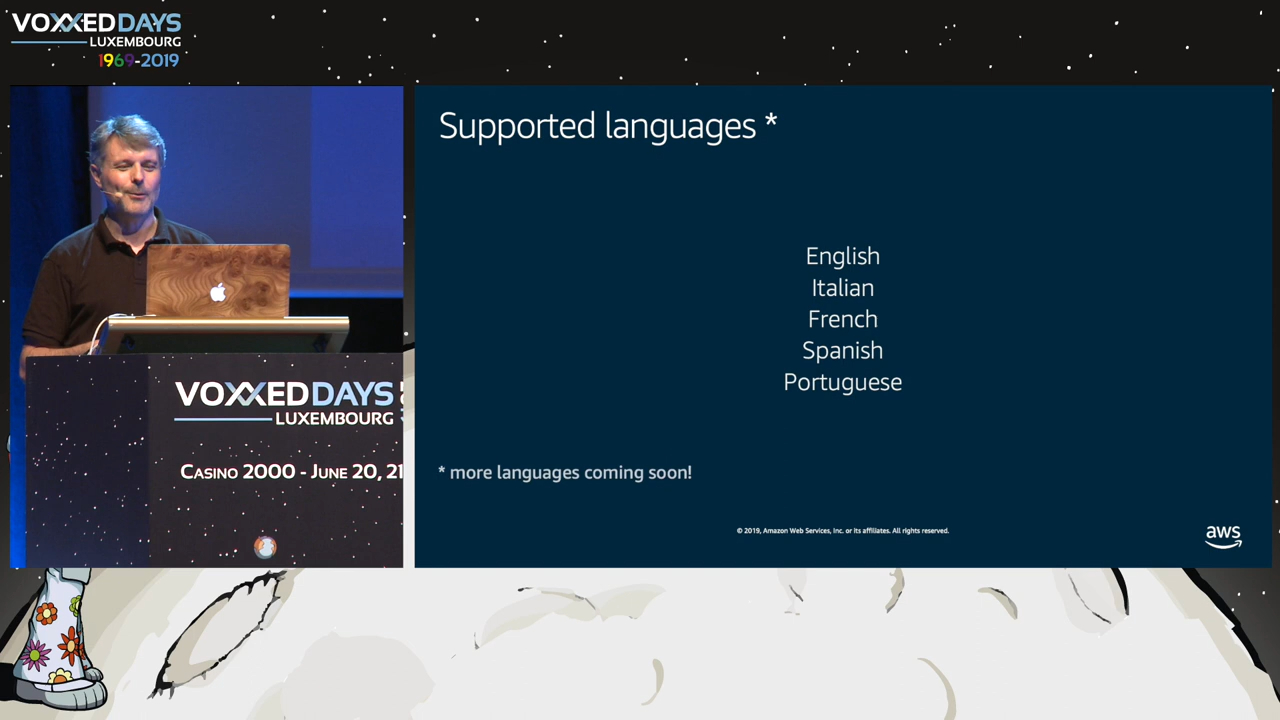 VOXXEDDAYS
LUXEMBOURG
1969-2019
Supported languages *
English
Italian
French
Spanish
Portuguese
* more languages coming soon!
© 2019, Amazon Web Services, Inc. or its affiliates. All rights reserved.
aws
VOXXEDDAYS
LUXEMBOURG
CASINO 2000 - JUNE 20, 21